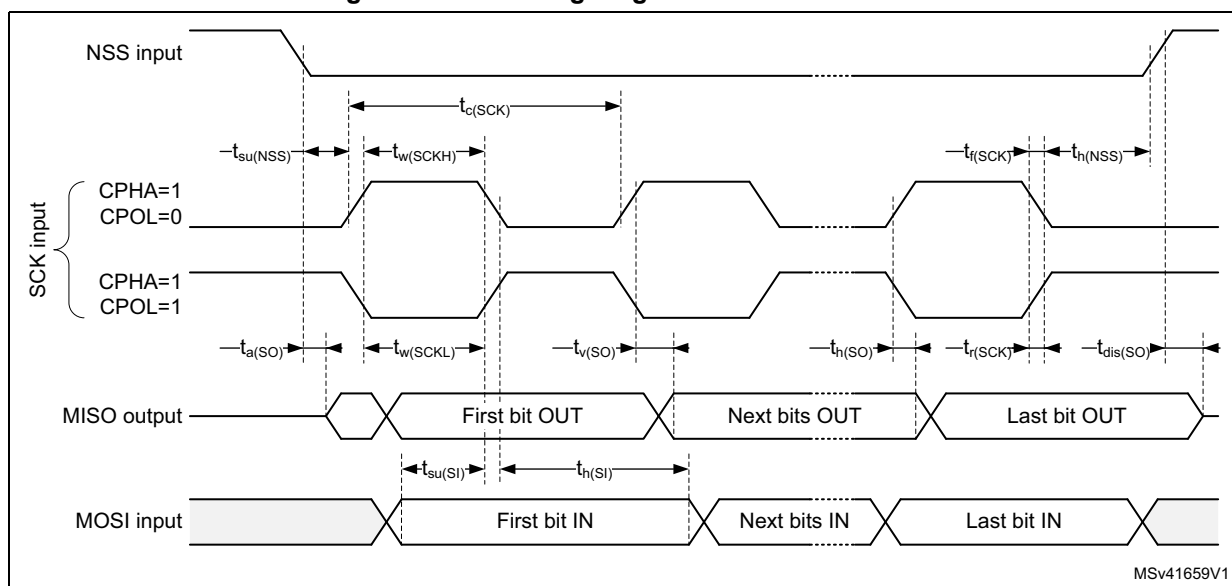 NSS input
tc(SCK)
tsu(NSS)
tw(SCKH)
tf(SCK)
th(NSS)
SCK input
CPHA=1
CPOL=0
CPHA=1
CPOL=1
ta(SO)
tw(SCKL)
tv(SO)
th(SO)
tr(SCK)
tdis(SO)
MISO output
First bit OUT
Next bits OUT
Last bit OUT
tsu(SI)
th(SI)
MOSI input
First bit IN
Next bits IN
Last bit IN
MSv41659V1